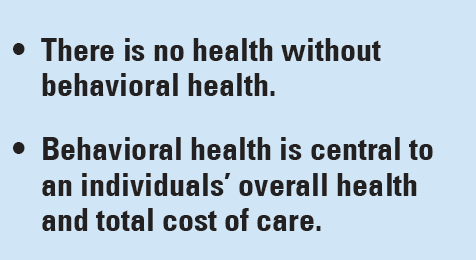 • There is no health without
behavioral health.
• Behavioral health is central to
an individuals’ overall health
and total cost of care.